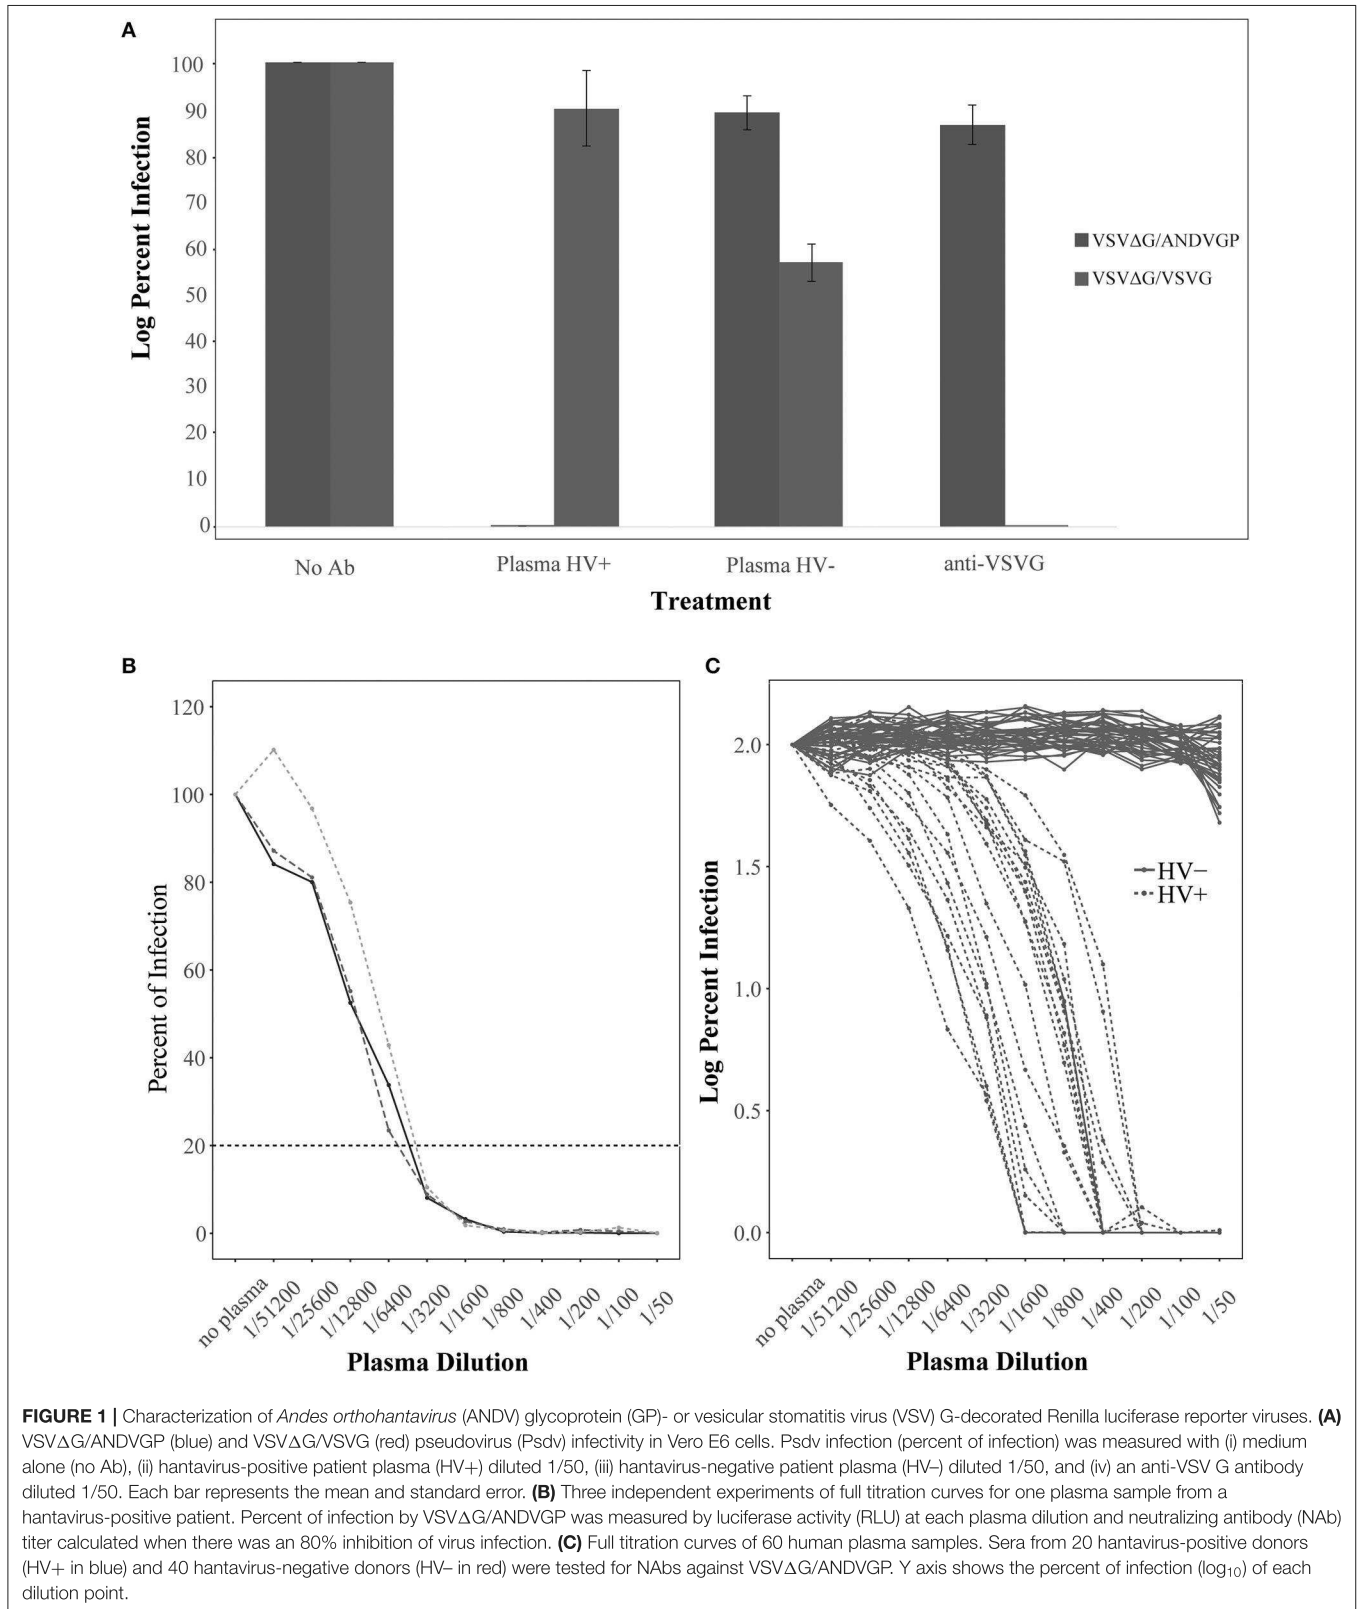 A
Log Percent Infection
100
90
80
70
60
50
40
30
20
10
0
VSVΔG/ANDVGP
VSVΔG/VSVG
No Ab
Plasma HV+
Plasma HV-
anti-VSVG
Treatment
B
Percent of Infection
120
100
80
60
40
20
0
no plasma
1/51200
1/25600
1/12800
1/6400
1/3200
1/1600
1/800
1/400
1/200
1/100
1/50
Plasma Dilution
C
Log Percent Infection
2.0
1.5
1.0
0.5
0.0
HV−
HV+
no plasma
1/51200
1/25600
1/12800
1/6400
1/3200
1/1600
1/800
1/400
1/200
1/100
1/50
Plasma Dilution
FIGURE 1 | Characterization of Andes orthohantavirus (ANDV) glycoprotein (GP)- or vesicular stomatitis virus (VSV) G-decorated Renilla luciferase reporter viruses. (A)
VSVΔG/ANDVGP (blue) and VSVΔG/VSVG (red) pseudovirus (Psdv) infectivity in Vero E6 cells. Psdv infection (percent of infection) was measured with (i) medium
alone (no Ab), (ii) hantavirus-positive patient plasma (HV+) diluted 1/50, (iii) hantavirus-negative patient plasma (HV–) diluted 1/50, and (iv) an anti-VSV G antibody
diluted 1/50. Each bar represents the mean and standard error. (B) Three independent experiments of full titration curves for one plasma sample from a
hantavirus-positive patient. Percent of infection by VSVΔG/ANDVGP was measured by luciferase activity (RLU) at each plasma dilution and neutralizing antibody (NAb)
titer calculated when there was an 80% inhibition of virus infection. (C) Full titration curves of 60 human plasma samples. Sera from 20 hantavirus-positive donors
(HV+ in blue) and 40 hantavirus-negative donors (HV– in red) were tested for NAbs against VSVΔG/ANDVGP. Y axis shows the percent of infection (log₁₀) of each
dilution point.